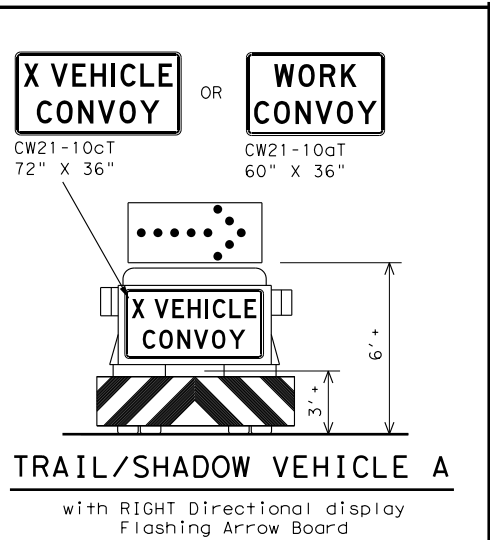 X VEHICLE
CONVOY
OR
WORK
CONVOY
CW21-10cT
72" X 36"
CW21-10aT
60" X 36"
X VEHICLE
CONVOY
6'+
3'+
TRAIL/SHADOW VEHICLE A
with RIGHT Directional display
Flashing Arrow Board